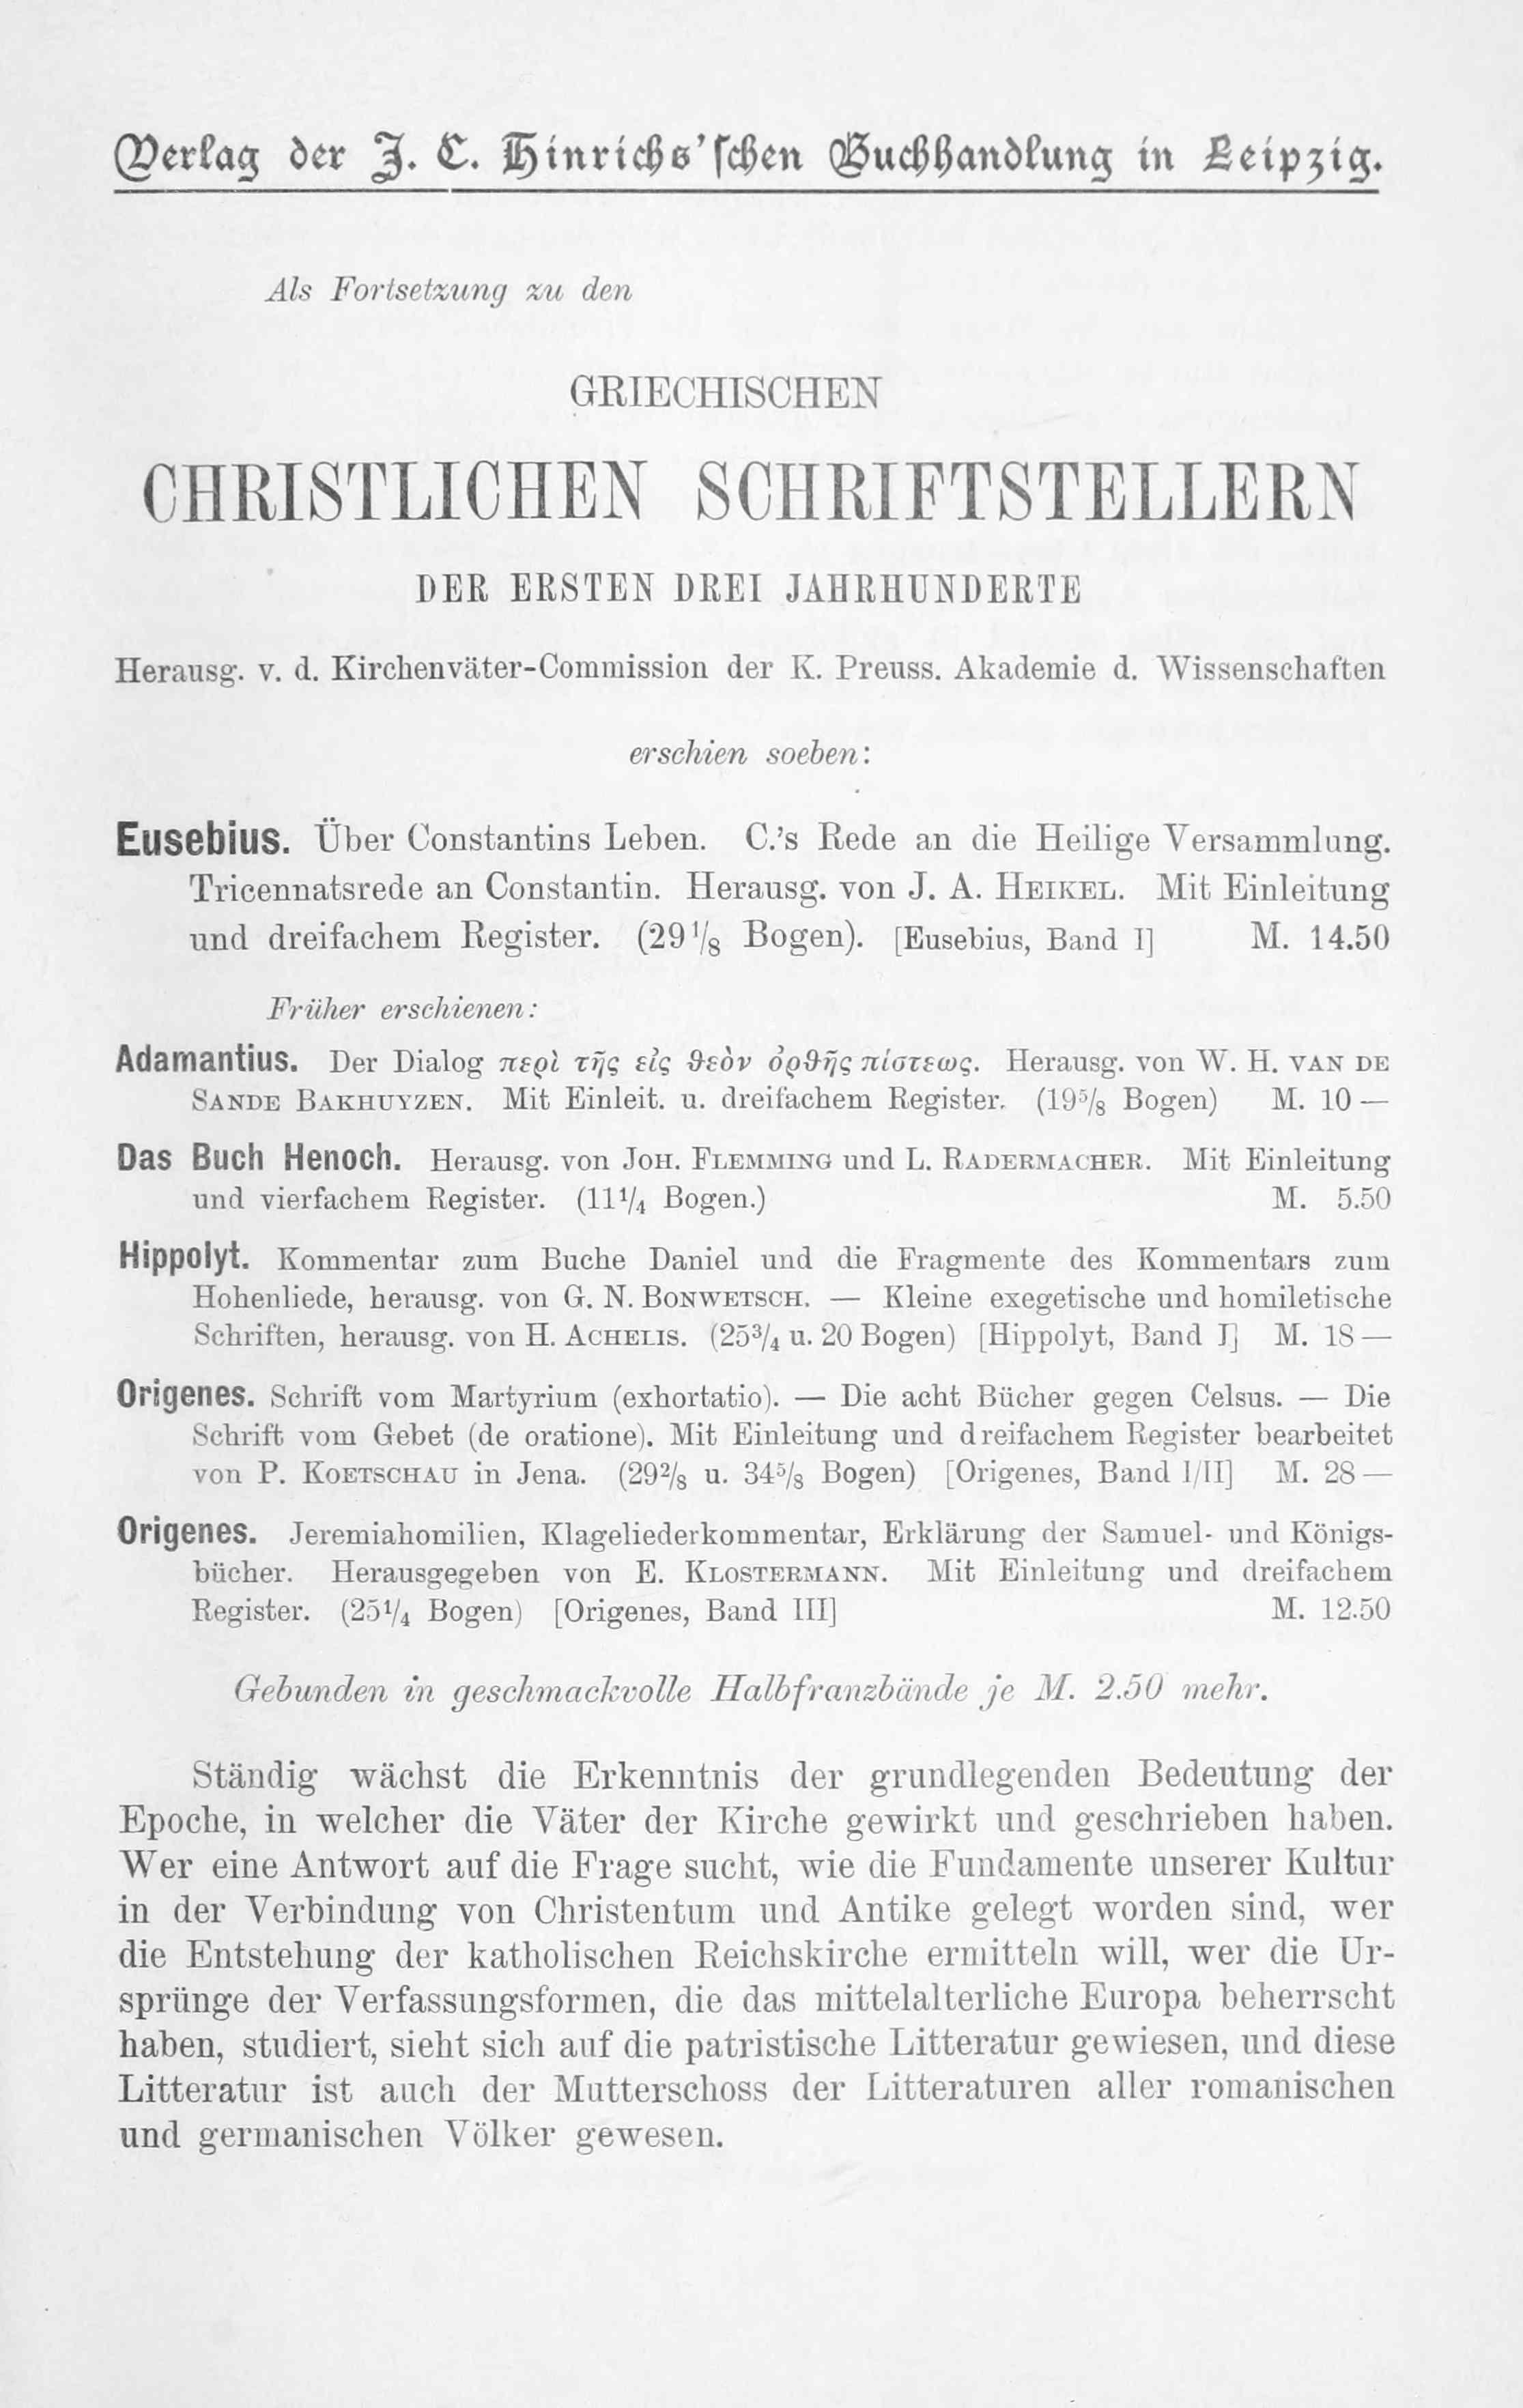 Verlag der J. C. Hinrichs'schen Buchhandlung in Leipzig.
Als Fortsetzung zu den
GRIECHISCHEN
CHRISTLICHEN SCHRIFTSTELLERN
DER ERSTEN DREI JAHRHUNDERTE
Herausg. v. d. Kirchenväter-Commission der K. Preuss. Akademie d. Wissenschaften
erschien soeben:
Eusebius. Über Constantins Leben. C.'s Rede an die Heilige Versammlung.
Tricennatsrede an Constantin. Herausg. von J. A. HEIKEL. Mit Einleitung
und dreifachem Register. (29 1/8 Bogen). [Eusebius, Band I] M. 14.50
Früher erschienen:
Adamantius. Der Dialog περὶ τῆς εἰς ϑεὸν ὀρϑῆς πίστεως. Herausg. von W. H. VAN DE
SANDE BAKHUYZEN. Mit Einleit. u. dreifachem Register. (19 5/8 Bogen) M. 10 —
Das Buch Henoch. Herausg. von JOH. FLEMMING und L. RADERMACHER. Mit Einleitung
und vierfachem Register. (11 1/4 Bogen.) M. 5.50
Hippolyt. Kommentar zum Buche Daniel und die Fragmente des Kommentars zum
Hohenliede, herausg. von G. N. BONWETSCH. — Kleine exegetische und homiletische
Schriften, herausg. von H. ACHELIS. (25 3/4 u. 20 Bogen) [Hippolyt, Band I] M. 18 —
Origenes. Schrift vom Martyrium (exhortatio). — Die acht Bücher gegen Celsus. — Die
Schrift vom Gebet (de oratione). Mit Einleitung und dreifachem Register bearbeitet
von P. KOETSCHAU in Jena. (29 2/8 u. 34 5/8 Bogen) [Origenes, Band I/II] M. 28 —
Origenes. Jeremiahomilien, Klageliederkommentar, Erklärung der Samuel- und Königs-
bücher. Herausgegeben von E. KLOSTERMANN. Mit Einleitung und dreifachem
Register. (25 1/4 Bogen) [Origenes, Band III] M. 12.50
Gebunden in geschmackvolle Halbfranzbände je M. 2.50 mehr.
Ständig wächst die Erkenntnis der grundlegenden Bedeutung der
Epoche, in welcher die Väter der Kirche gewirkt und geschrieben haben.
Wer eine Antwort auf die Frage sucht, wie die Fundamente unserer Kultur
in der Verbindung von Christentum und Antike gelegt worden sind, wer
die Entstehung der katholischen Reichskirche ermitteln will, wer die Ur-
sprünge der Verfassungsformen, die das mittelalterliche Europa beherrscht
haben, studiert, sieht sich auf die patristische Litteratur gewiesen, und diese
Litteratur ist auch der Mutterschoss der Litteraturen aller romanischen
und germanischen Völker gewesen.